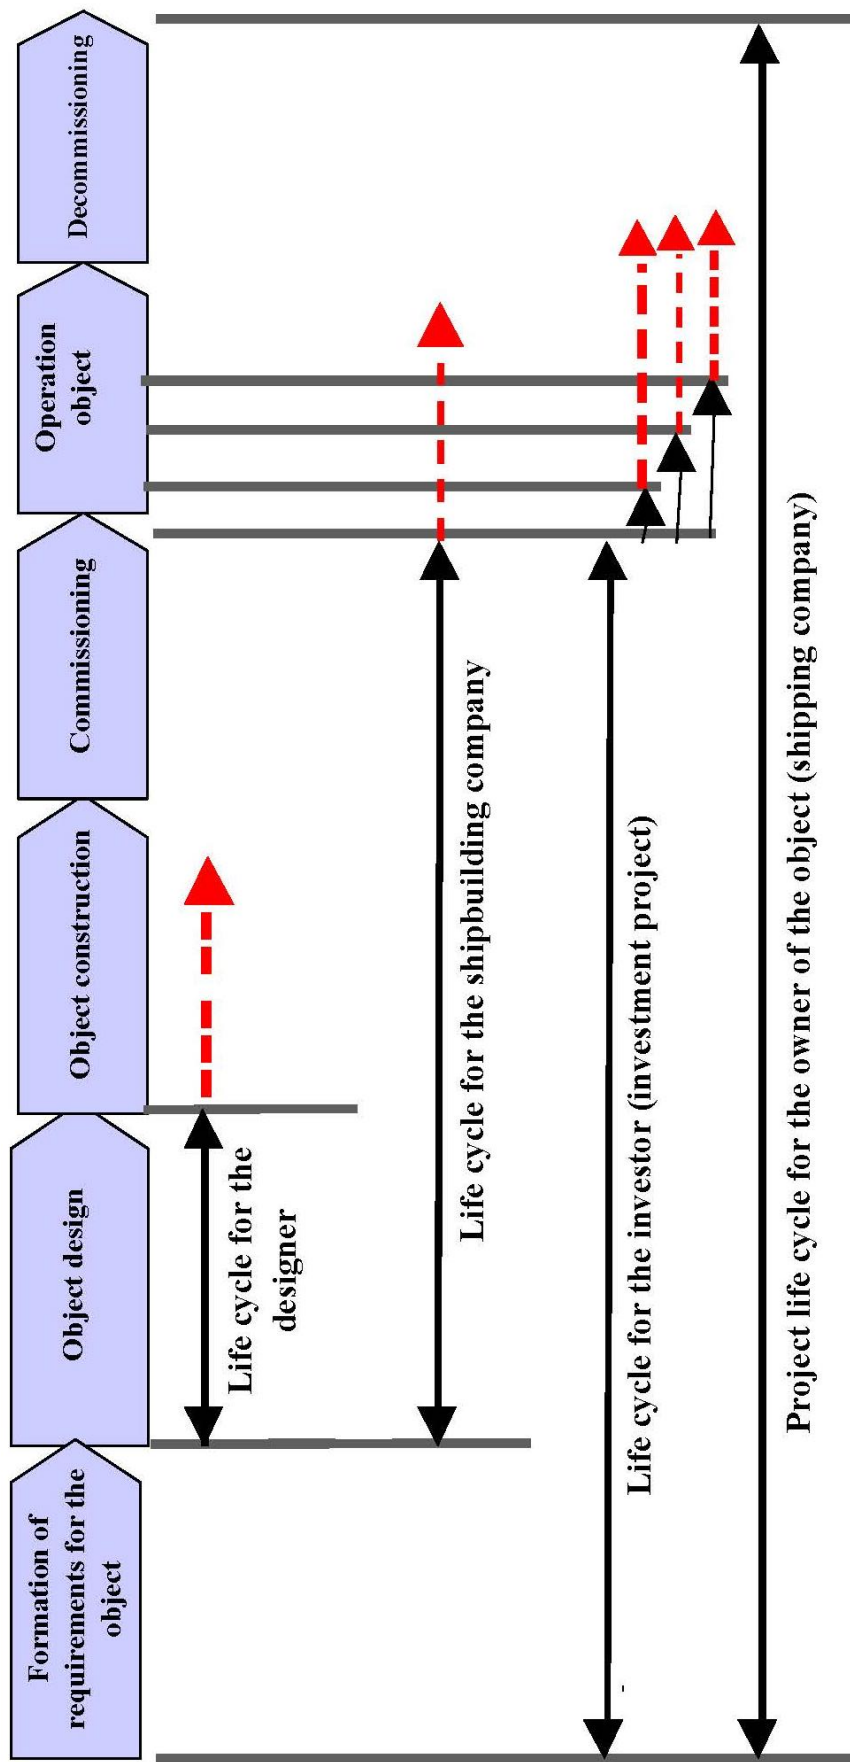 Formation of
requirements for the
object
Object design
Object construction
Commissioning
Operation
object
Decommissioning
Life cycle for the
designer
Life cycle for the shipbuilding company
Life cycle for the investor (investment project)
Project life cycle for the owner of the object (shipping company)